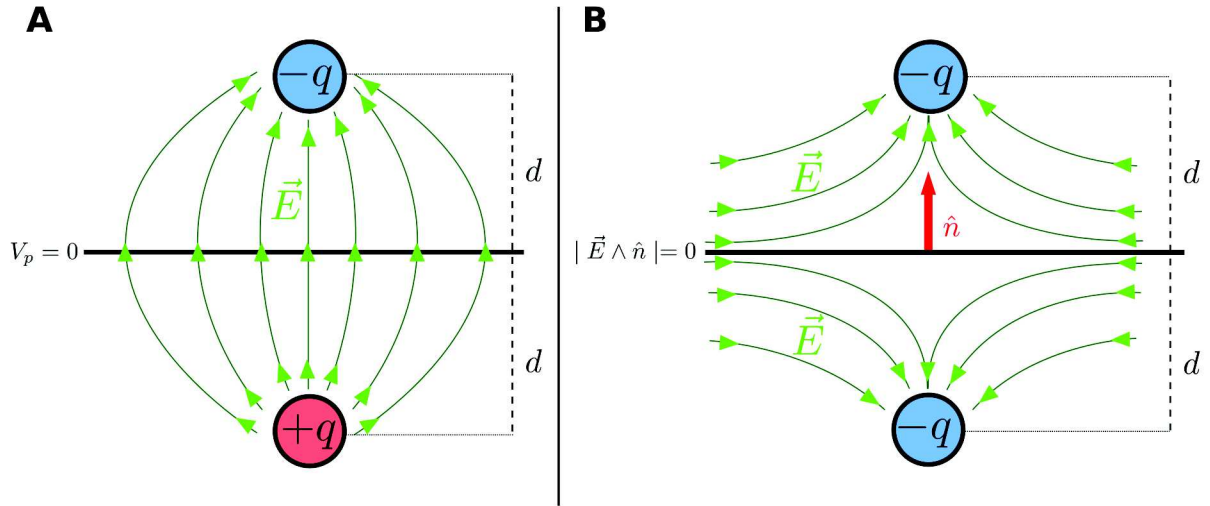 A
−q
d
E⃗
V_p = 0
d
+q
B
−q
E⃗
d
n̂
| E⃗ ∧ n̂ |= 0
E⃗
d
−q